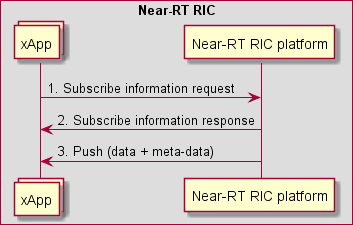 Near-RT RIC
xApp
Near-RT RIC platform
1. Subscribe information request
2. Subscribe information response
3. Push (data + meta-data)
xApp
Near-RT RIC platform